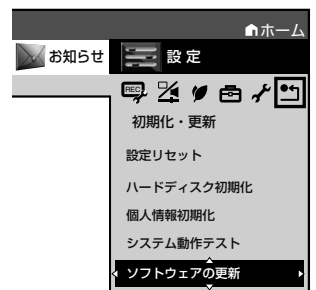 ホーム
お知らせ
設定
REC
初期化・更新
設定リセット
ハードディスク初期化
個人情報初期化
システム動作テスト
ソフトウェアの更新